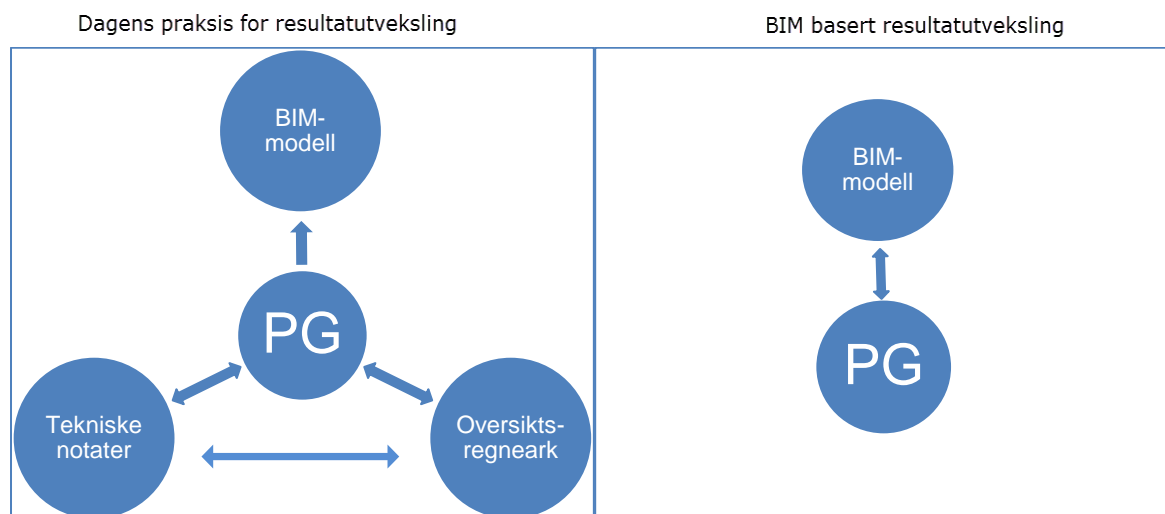 Dagens praksis for resultatutveksling
BIM-
modell
PG
Tekniske
notater
Oversikts-
regneark
BIM basert resultatutveksling
BIM-
modell
PG